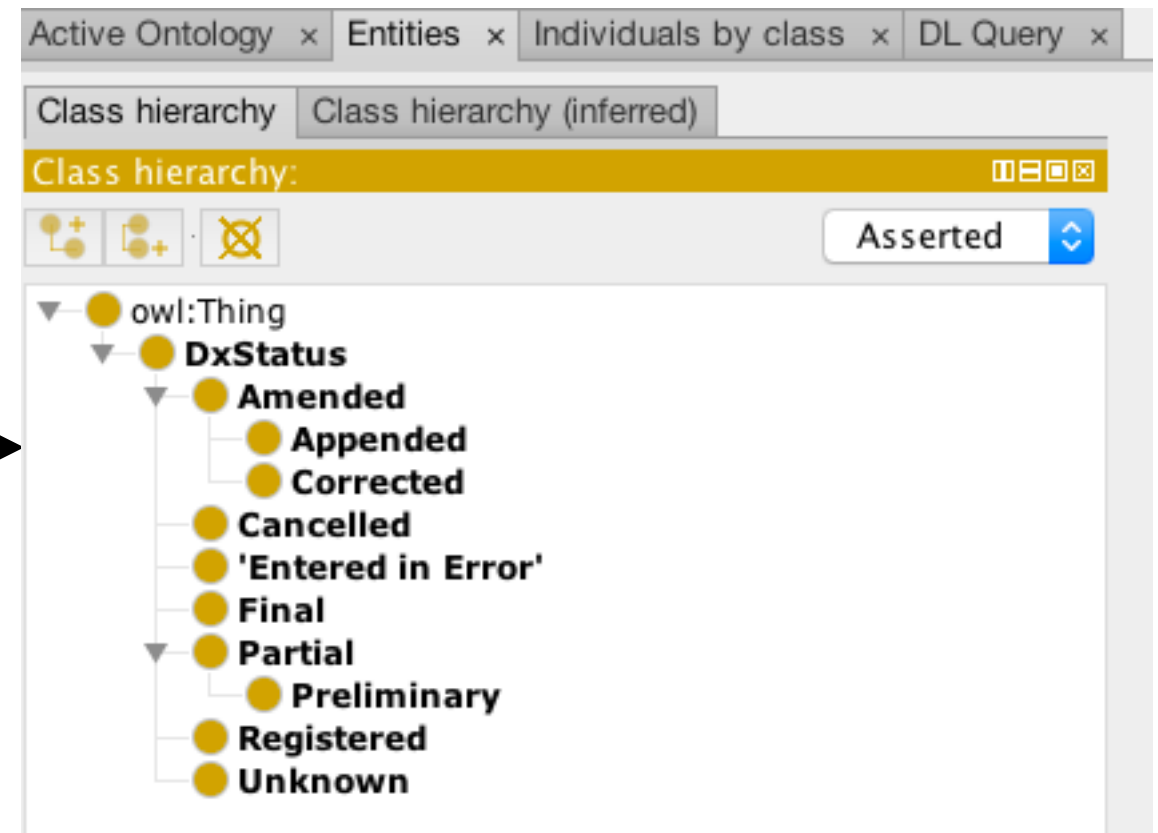 Active Ontology × Entities × Individuals by class × DL Query ×
Class hierarchy Class hierarchy (inferred)
Class hierarchy:
Asserted
owl:Thing
DxStatus
Amended
Appended
Corrected
Cancelled
'Entered in Error'
Final
Partial
Preliminary
Registered
Unknown